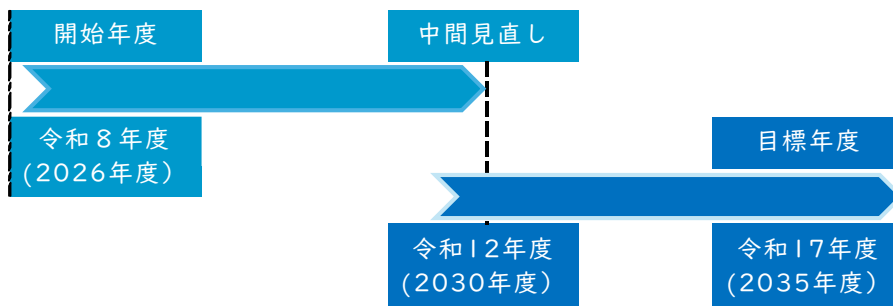 開始年度
中間見直し
令和８年度
(2026年度）
目標年度
令和12年度
(2030年度）
令和17年度
(2035年度）